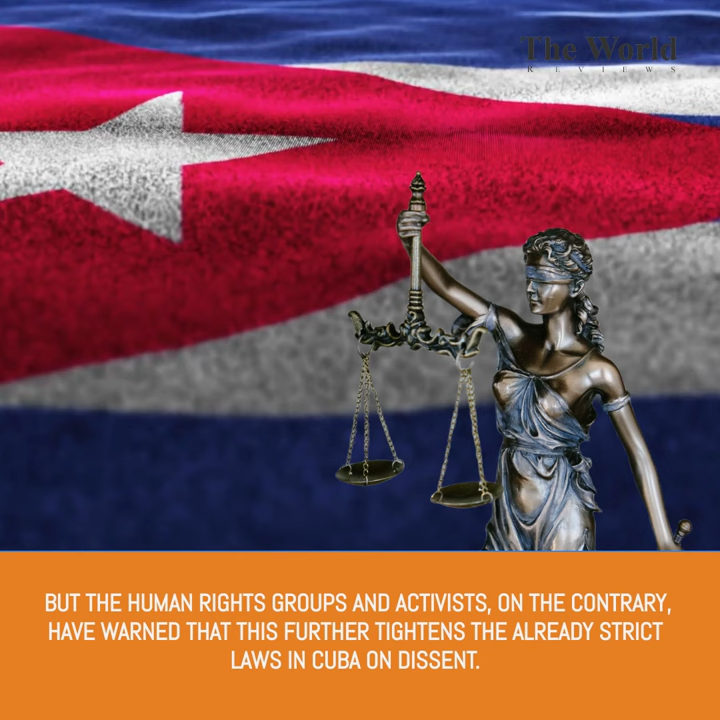 The World
REVIEWS
BUT THE HUMAN RIGHTS GROUPS AND ACTIVISTS, ON THE CONTRARY,
HAVE WARNED THAT THIS FURTHER TIGHTENS THE ALREADY STRICT
LAWS IN CUBA ON DISSENT.